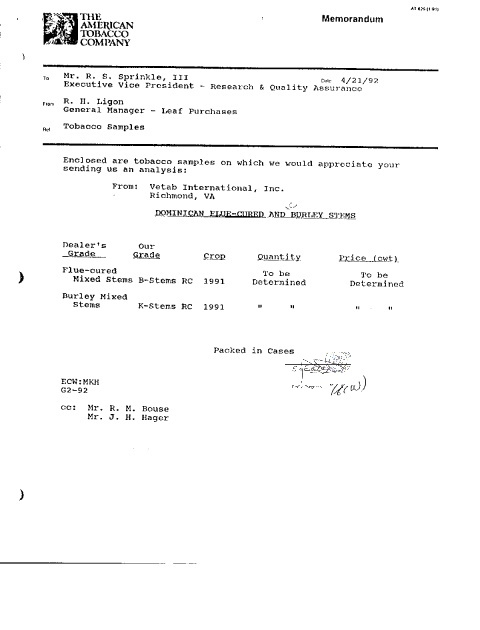 AT 625 (1 91)
THE
AMERICAN
TOBACCO
COMPANY
Memorandum
To Mr. R. S. Sprinkle, III Date 4/21/92
Executive Vice President - Research & Quality Assurance
From R. H. Ligon
General Manager - Leaf Purchases
Ref. Tobacco Samples
Enclosed are tobacco samples on which we would appreciate your
sending us an analysis:
From: Vetab International, Inc.
Richmond, VA
DOMINICAN FLUE-CURED AND BURLEY STEMS
Dealer's Our
Grade Grade Crop Quantity Price (cwt)
Flue-cured To be To be
Mixed Stems B-Stems RC 1991 Determined Determined
Burley Mixed
Stems K-Stems RC 1991 " " " "
Packed in Cases
ECW:MKH
G2-92
cc: Mr. R. M. Bouse
Mr. J. H. Hager